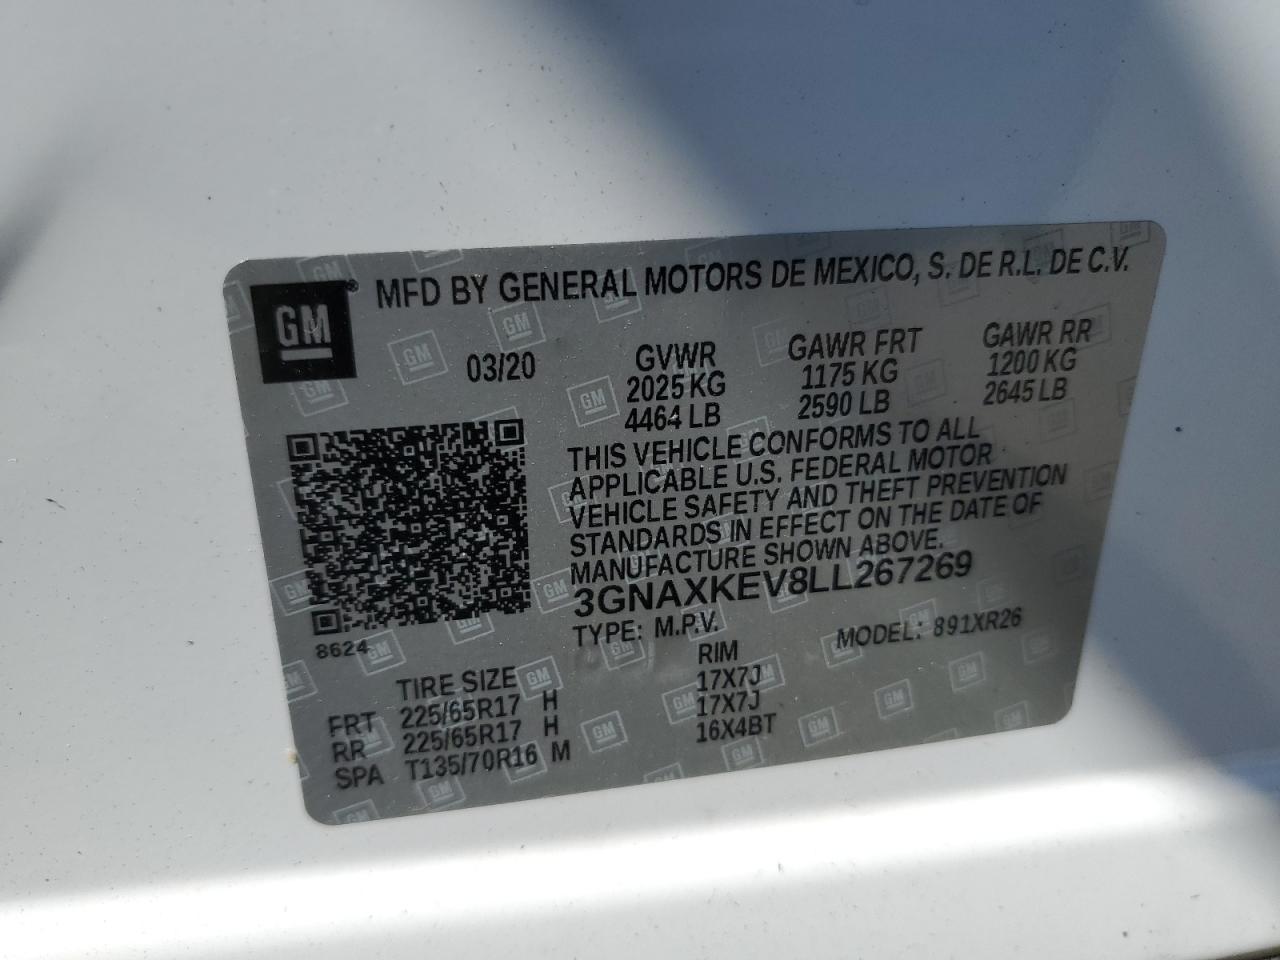 GM®
MFD BY GENERAL MOTORS DE MEXICO, S. DE R.L. DE C.V.
03/20
GVWR
2025 KG
4464 LB
GAWR FRT
1175 KG
2590 LB
GAWR RR
1200 KG
2645 LB
THIS VEHICLE CONFORMS TO ALL
APPLICABLE U.S. FEDERAL MOTOR
VEHICLE SAFETY AND THEFT PREVENTION
STANDARDS IN EFFECT ON THE DATE OF
MANUFACTURE SHOWN ABOVE.
3GNAXKEV8LL267269
TYPE: M.P.V.
MODEL: 891XR26
8624
TIRE SIZE RIM
FRT 225/65R17 H 17X7J
RR 225/65R17 H 17X7J
SPA T135/70R16 M 16X4BT